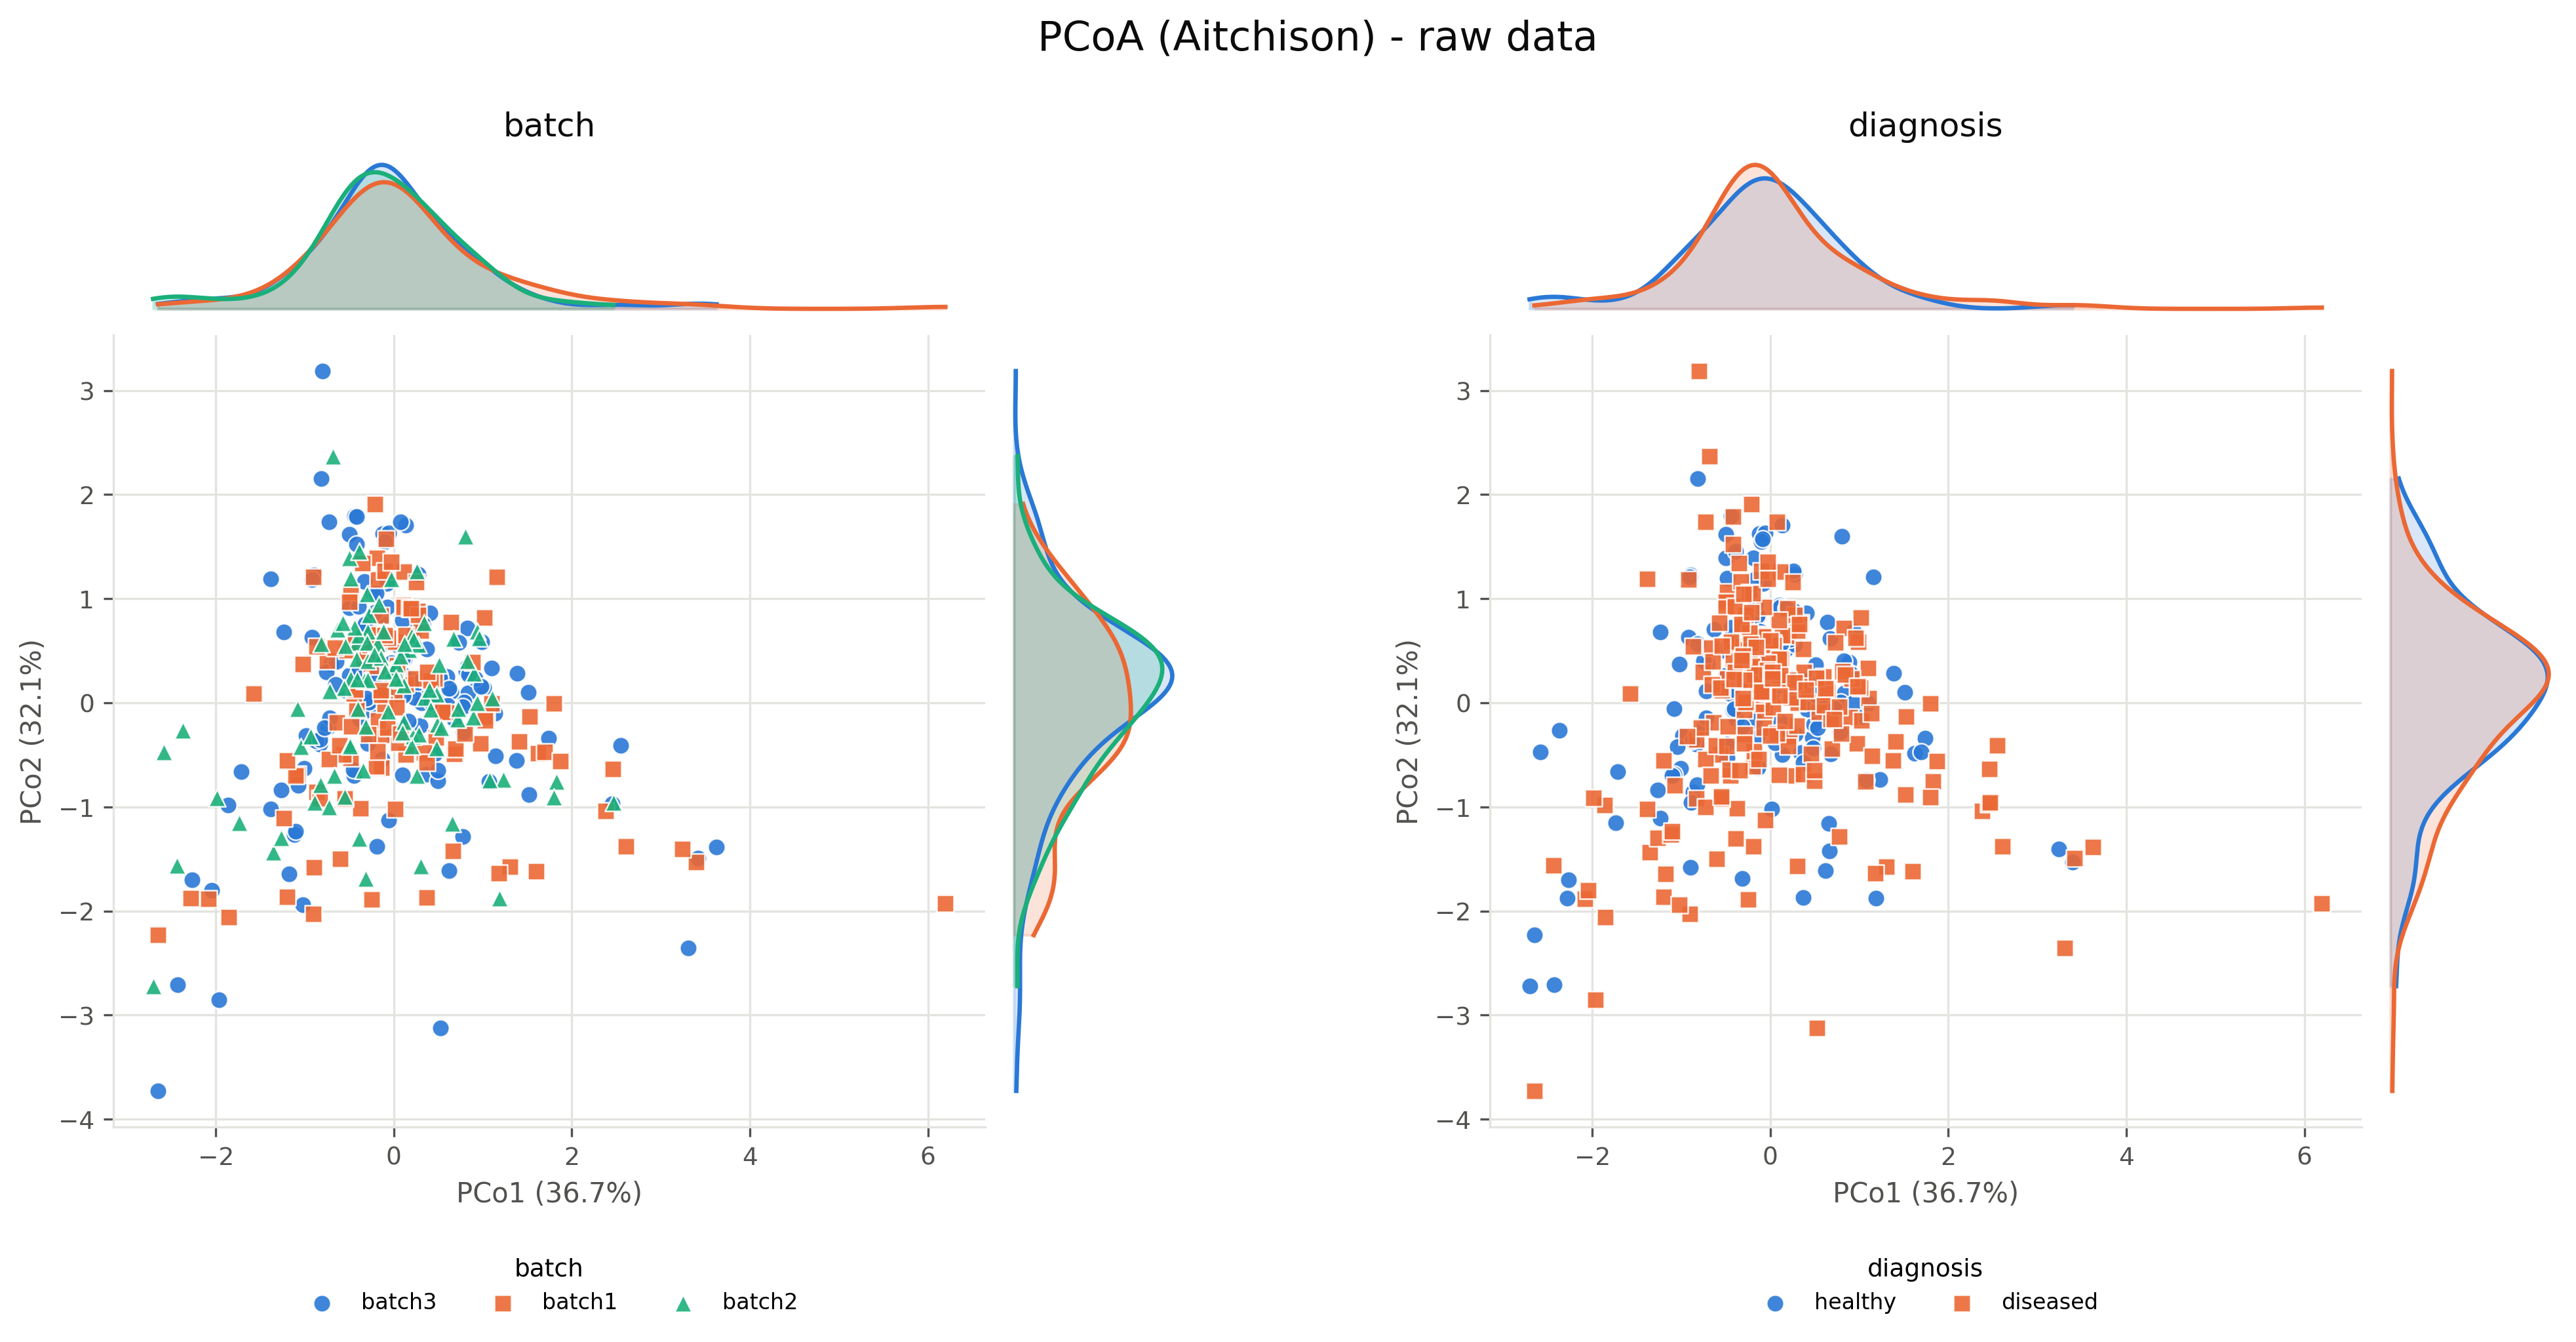 PCoA (Aitchison) - raw data
batch
diagnosis
3
2
1
0
−1
−2
−3
−4
PCo2 (32.1%)
−2 0 2 4 6
PCo1 (36.7%)
3
2
1
0
−1
−2
−3
−4
PCo2 (32.1%)
−2 0 2 4 6
PCo1 (36.7%)
batch
batch3 batch1 batch2
diagnosis
healthy diseased